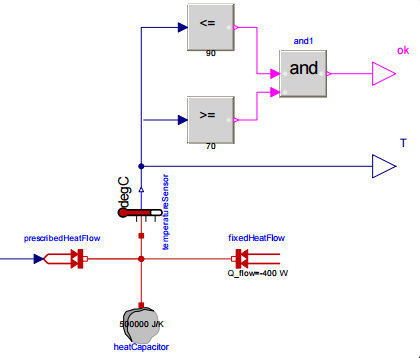 <=
90
and1
and
ok
>=
70
T
degC
temperatureSensor
prescribedHeatFlow
fixedHeatFlow
Q_flow=-400 W
500000 J/K
heatCapacitor